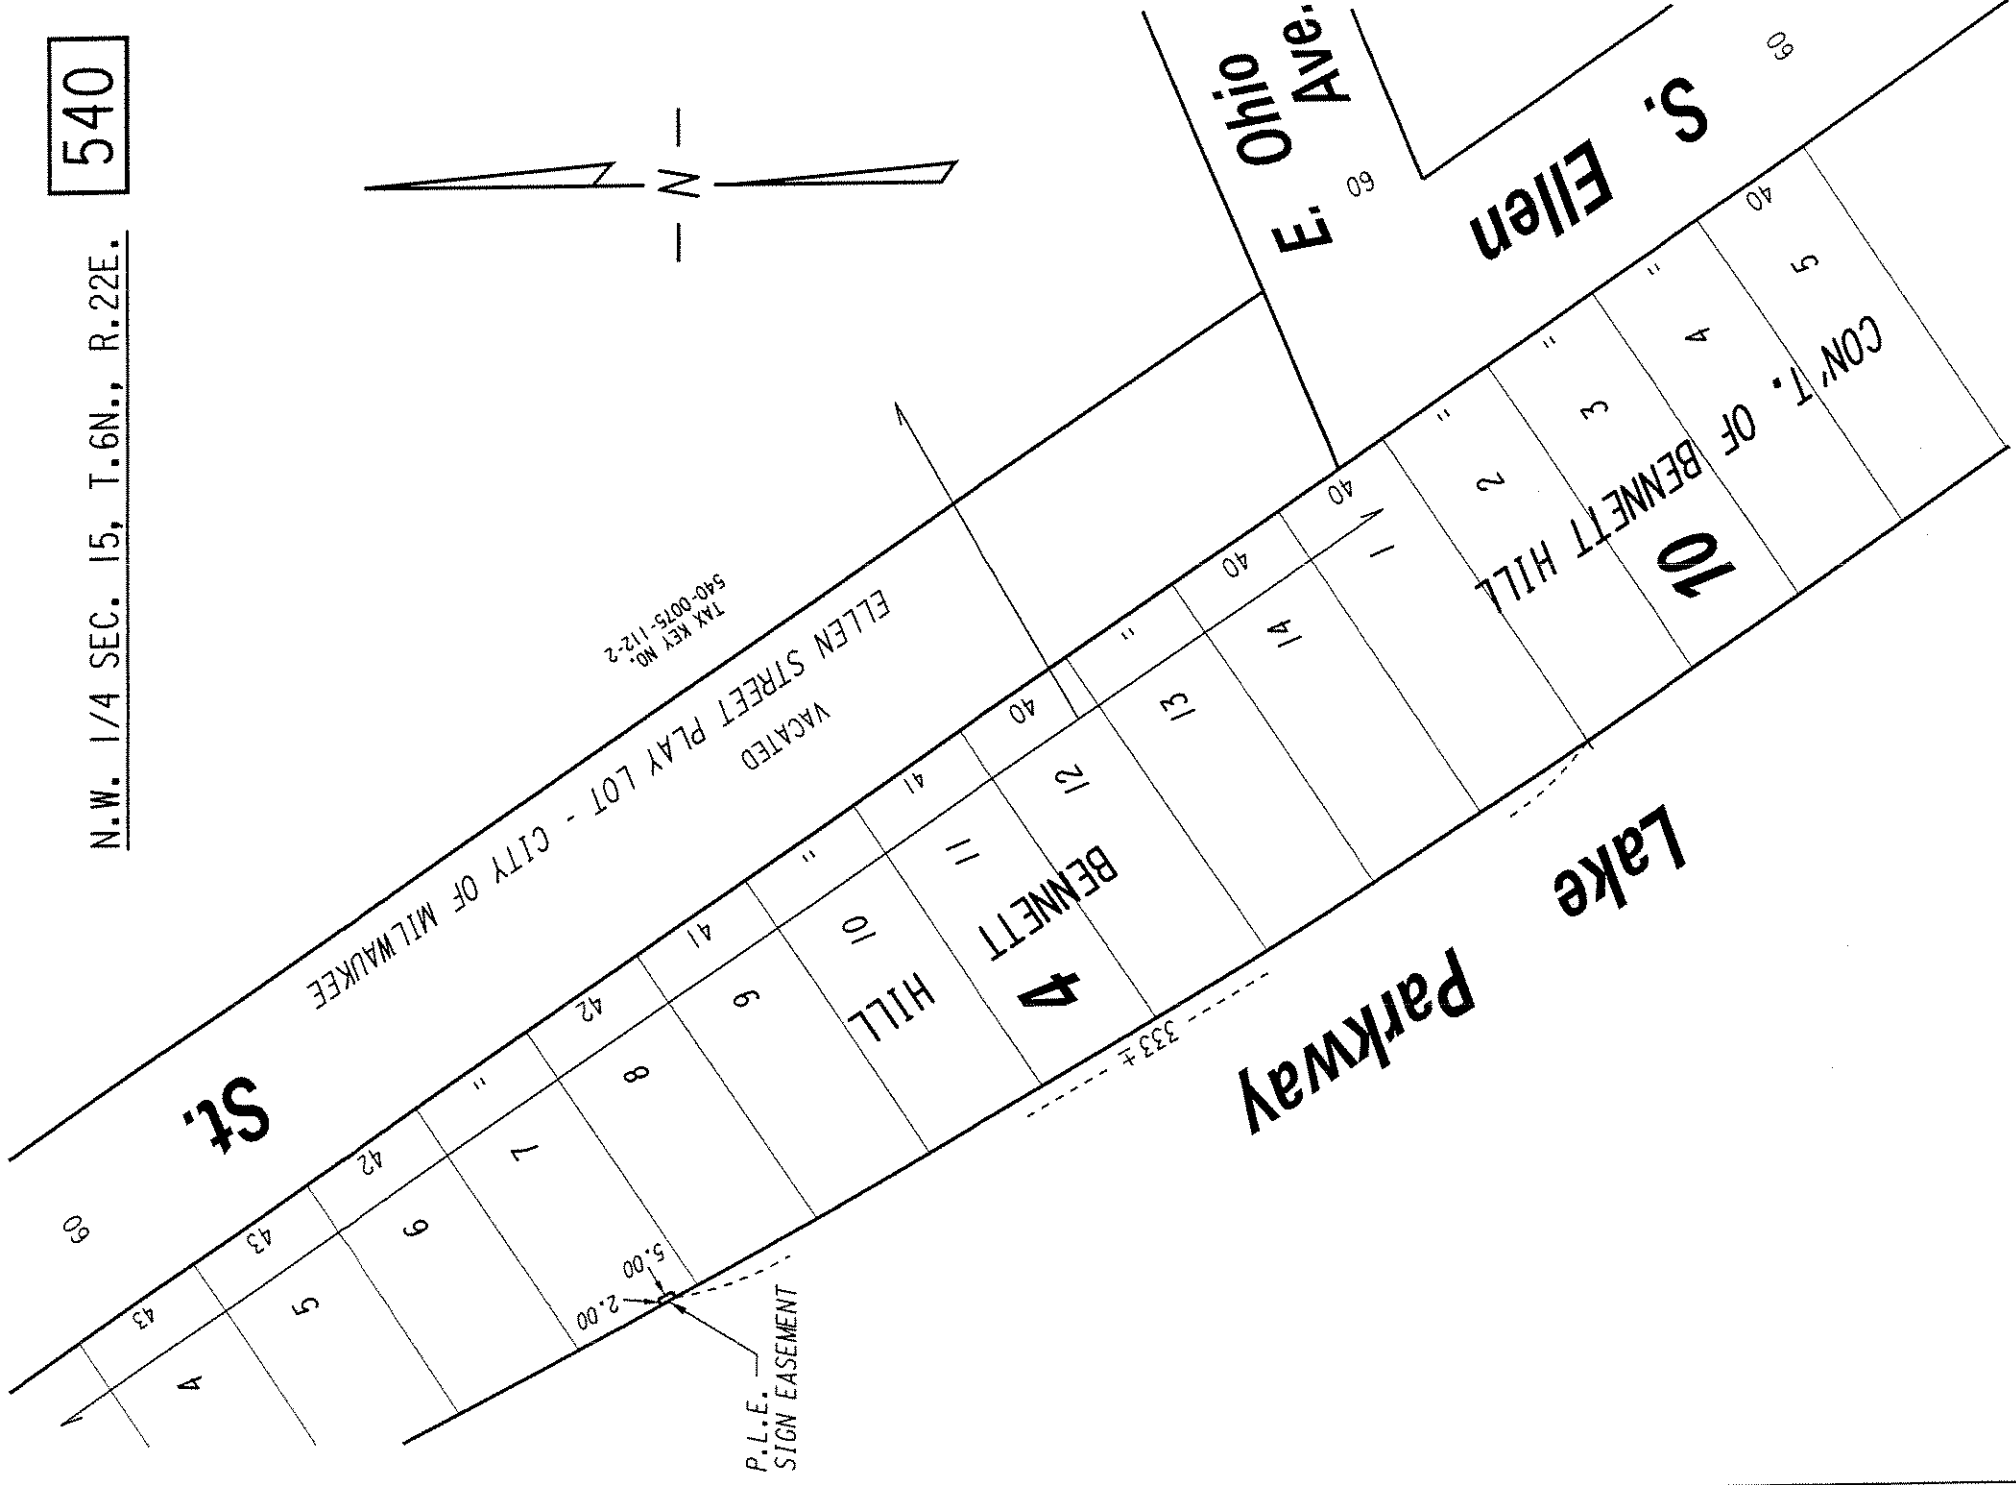 540
N.W. 1/4 SEC. 15, T.6N., R.22E.
— N —
E. Ohio
Ave.
60
S. Ellen
60
St.
60
TAX KEY NO.
540-0075-112-2
ELLEN STREET PLAY LOT - CITY OF MILWAUKEE
VACATED
43
43
42
"
42
41
"
41
40
"
40
40
"
"
"
40
4
5
6
7
8
9
10
11
12
13
14
1
2
3
4
5
BENNETT
HILL
4
CON'T. OF BENNETT HILL
10
333±
2.00
5.00
P.L.E.
SIGN EASEMENT
Lake
Parkway